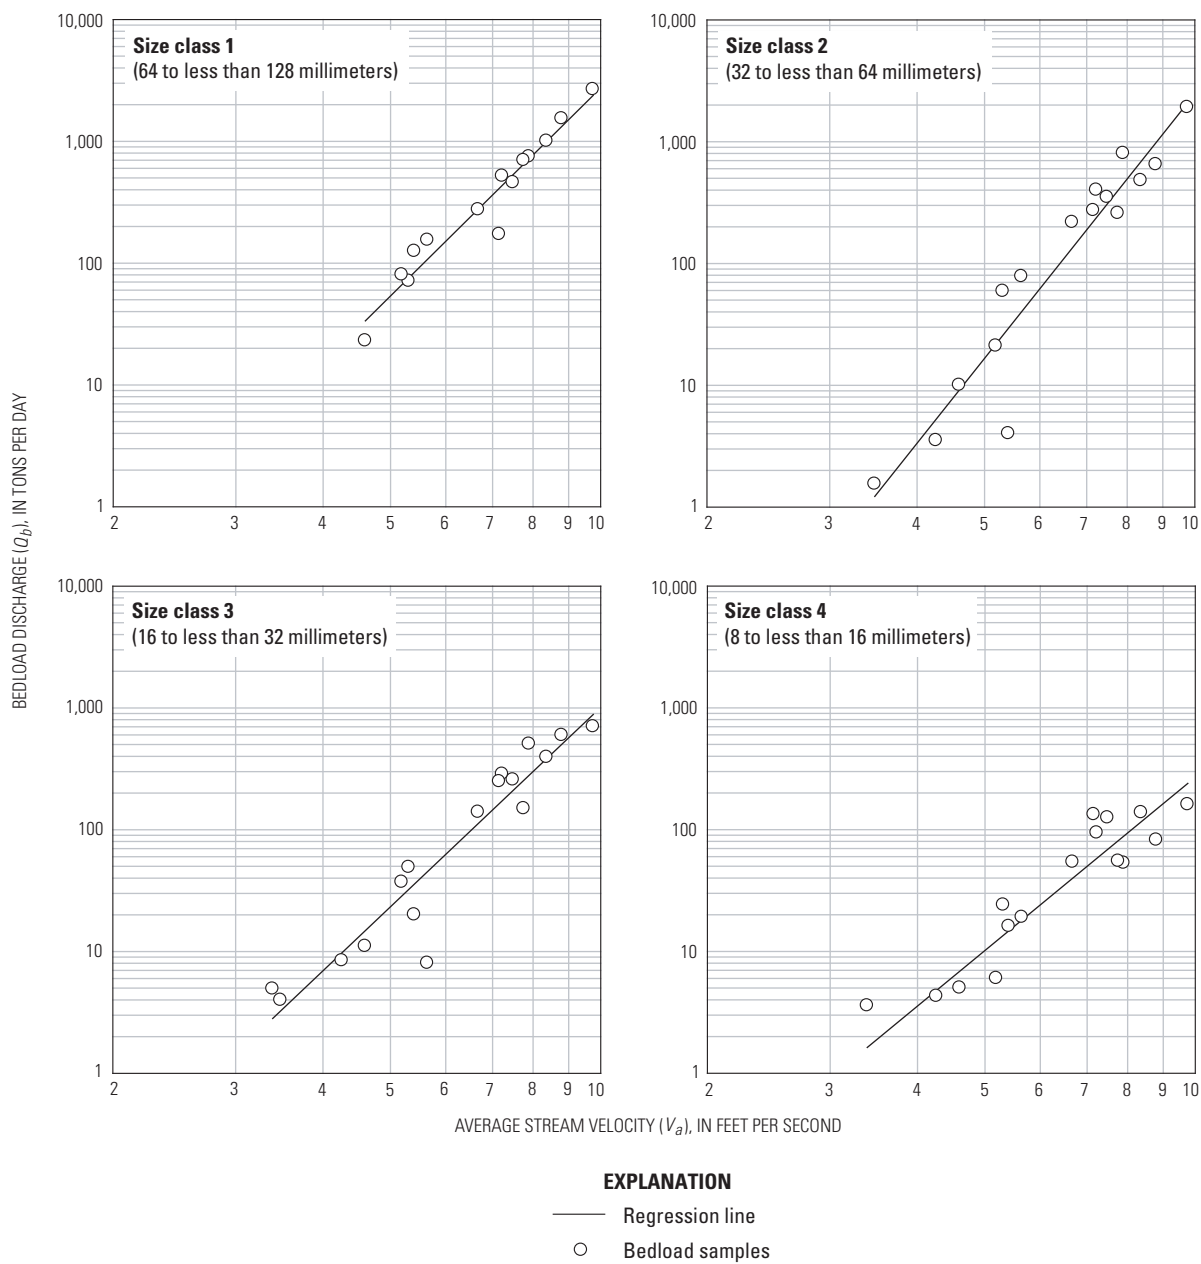 Size class 1
(64 to less than 128 millimeters)
10,000
1,000
100
10
1
2 3 4 5 6 7 8 9 10
Size class 2
(32 to less than 64 millimeters)
10,000
1,000
100
10
1
2 3 4 5 6 7 8 9 10
BEDLOAD DISCHARGE (Qb), IN TONS PER DAY
Size class 3
(16 to less than 32 millimeters)
10,000
1,000
100
10
1
2 3 4 5 6 7 8 9 10
Size class 4
(8 to less than 16 millimeters)
10,000
1,000
100
10
1
2 3 4 5 6 7 8 9 10
AVERAGE STREAM VELOCITY (Va), IN FEET PER SECOND
EXPLANATION
Regression line
Bedload samples